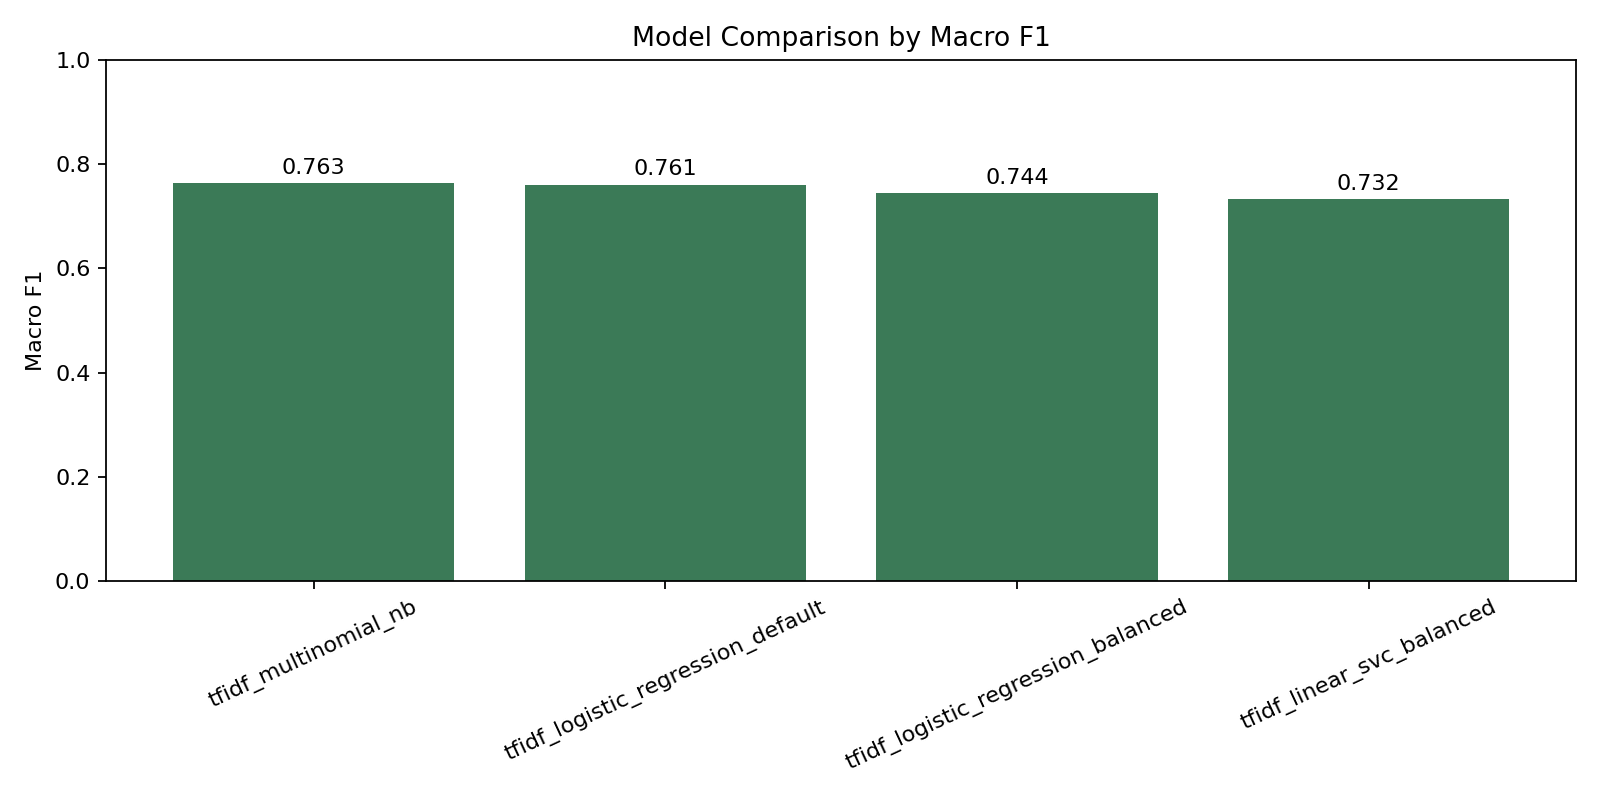 Model Comparison by Macro F1
Macro F1
1.0
0.8
0.6
0.4
0.2
0.0
0.763
0.761
0.744
0.732
tfidf_multinomial_nb
tfidf_logistic_regression_default
tfidf_logistic_regression_balanced
tfidf_linear_svc_balanced